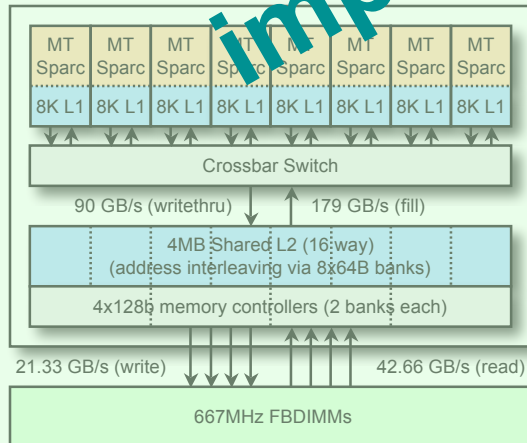 MT MT MT MT MT MT MT MT
Sparc Sparc Sparc Sparc Sparc Sparc Sparc Sparc
8K L1 8K L1 8K L1 8K L1 8K L1 8K L1 8K L1 8K L1
Crossbar Switch
90 GB/s (writethru) 179 GB/s (fill)
4MB Shared L2 (16 way)
(address interleaving via 8x64B banks)
4x128b memory controllers (2 banks each)
21.33 GB/s (write) 42.66 GB/s (read)
667MHz FBDIMMs
imp